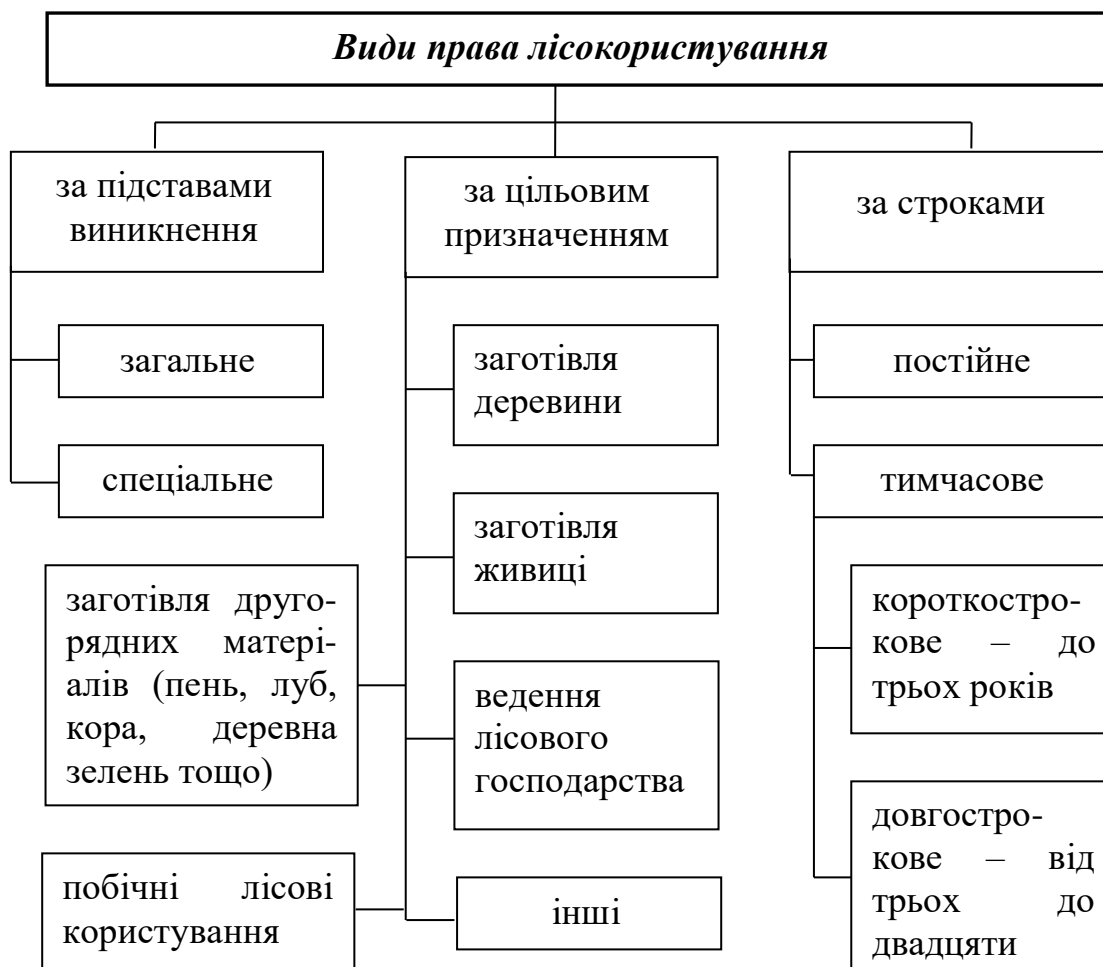 Види права лісокористування
за підставами
виникнення
загальне
спеціальне
за цільовим
призначенням
заготівля
деревини
заготівля
живиці
заготівля друго-
рядних матері-
алів (пень, луб,
кора, деревна
зелень тощо)
ведення
лісового
господарства
побічні лісові
користування
інші
за строками
постійне
тимчасове
короткостро-
кове – до
трьох років
довгостро-
кове – від
трьох до
двадцяти